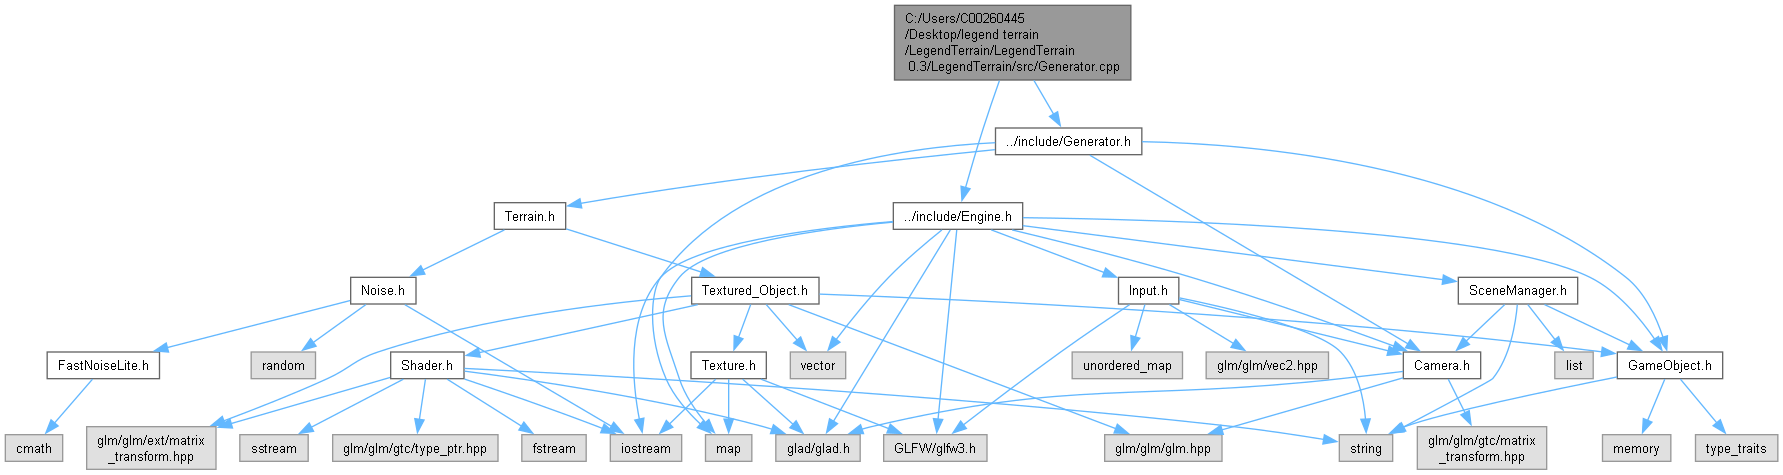 C:/Users/C00260445
/Desktop/legend terrain
/LegendTerrain/LegendTerrain
0.3/LegendTerrain/src/Generator.cpp
../include/Generator.h
Terrain.h
../include/Engine.h
Noise.h
Textured_Object.h
Input.h
SceneManager.h
FastNoiseLite.h
random
Shader.h
Texture.h
vector
unordered_map
glm/glm/vec2.hpp
Camera.h
list
GameObject.h
cmath
glm/glm/ext/matrix
_transform.hpp
sstream
glm/glm/gtc/type_ptr.hpp
fstream
iostream
map
glad/glad.h
GLFW/glfw3.h
glm/glm/glm.hpp
string
glm/glm/gtc/matrix
_transform.hpp
memory
type_traits